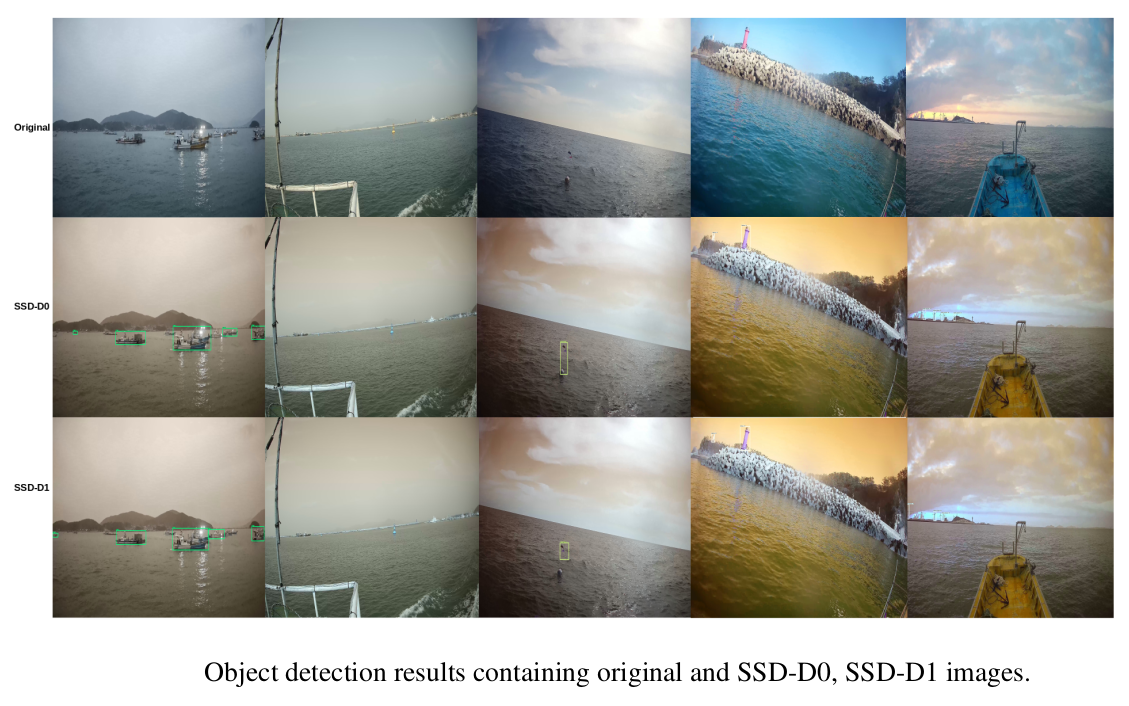 Original
SSD-D0
SSD-D1
Object detection results containing original and SSD-D0, SSD-D1 images.